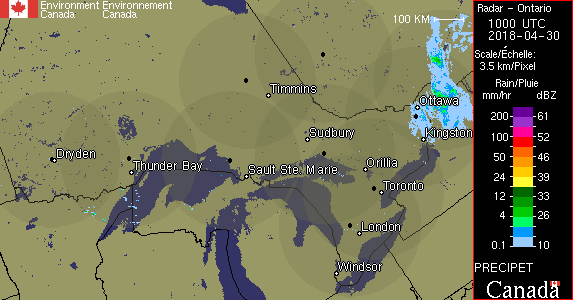 Environment Environnement
Canada Canada
100 KM
Radar - Ontario
1000 UTC
2018-04-30
Scale/Échelle:
3.5 km/Pixel
Rain/Pluie
mm/hr dBZ
200 61
100 52
50 46
24 39
12 33
4 26
0.1 10
PRECIPET
Canada
Timmins
Ottawa
Sudbury
Kingston
Dryden
Thunder Bay
Sault Ste. Marie
Orillia
Toronto
London
Windsor